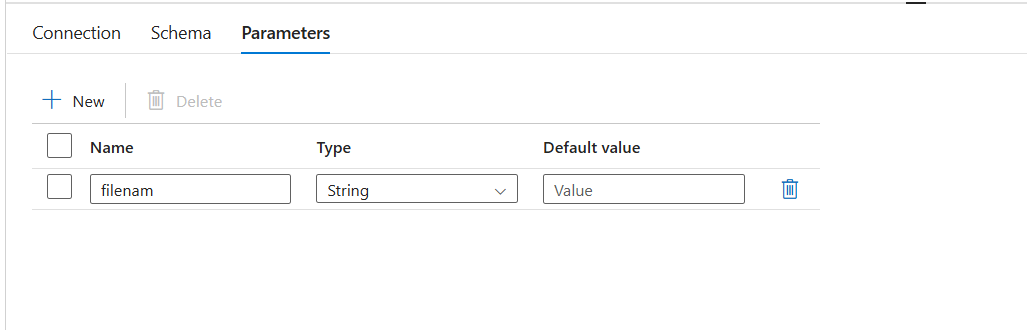 Connection Schema Parameters
New Delete
Name Type Default value
filenam String Value